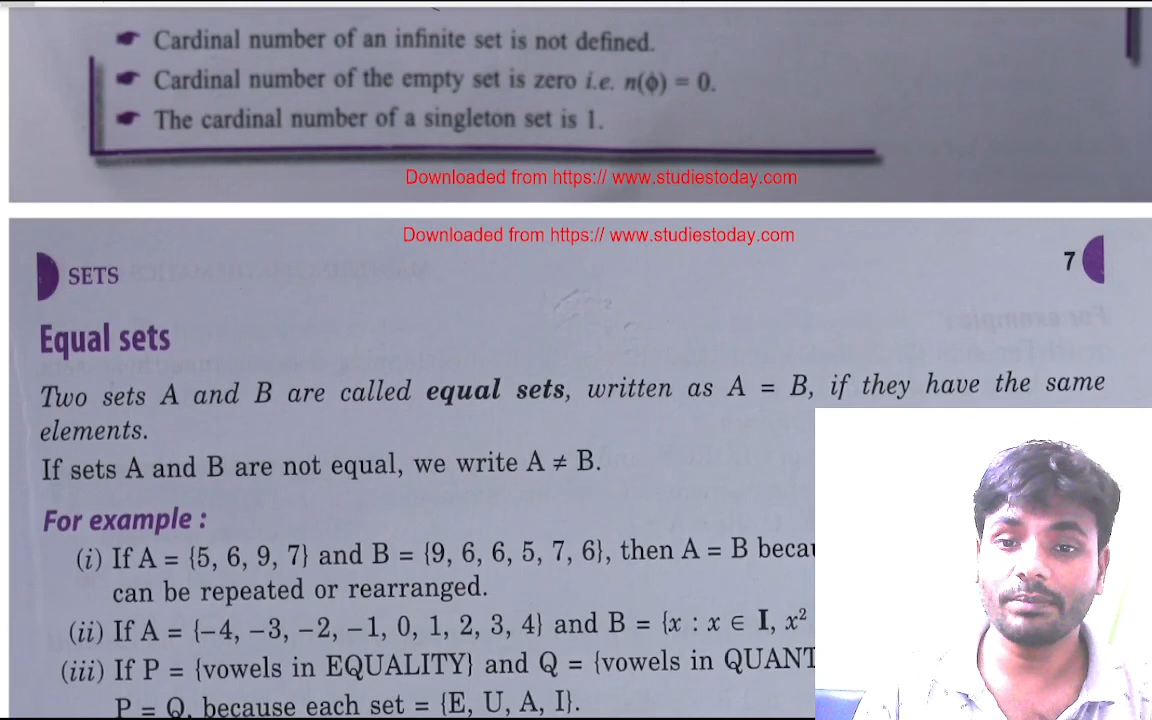 ☛ Cardinal number of an infinite set is not defined.
☛ Cardinal number of the empty set is zero i.e. n(ϕ) = 0.
☛ The cardinal number of a singleton set is 1.
Downloaded from https:// www.studiestoday.com
Downloaded from https:// www.studiestoday.com
SETS 7
Equal sets
Two sets A and B are called equal sets, written as A = B, if they have the same
elements.
If sets A and B are not equal, we write A ≠ B.
For example :
(i) If A = {5, 6, 9, 7} and B = {9, 6, 6, 5, 7, 6}, then A = B becau
can be repeated or rearranged.
(ii) If A = {−4, −3, −2, −1, 0, 1, 2, 3, 4} and B = {x : x ∈ I, x²
(iii) If P = {vowels in EQUALITY} and Q = {vowels in QUANT
P = Q, because each set = {E, U, A, I}.